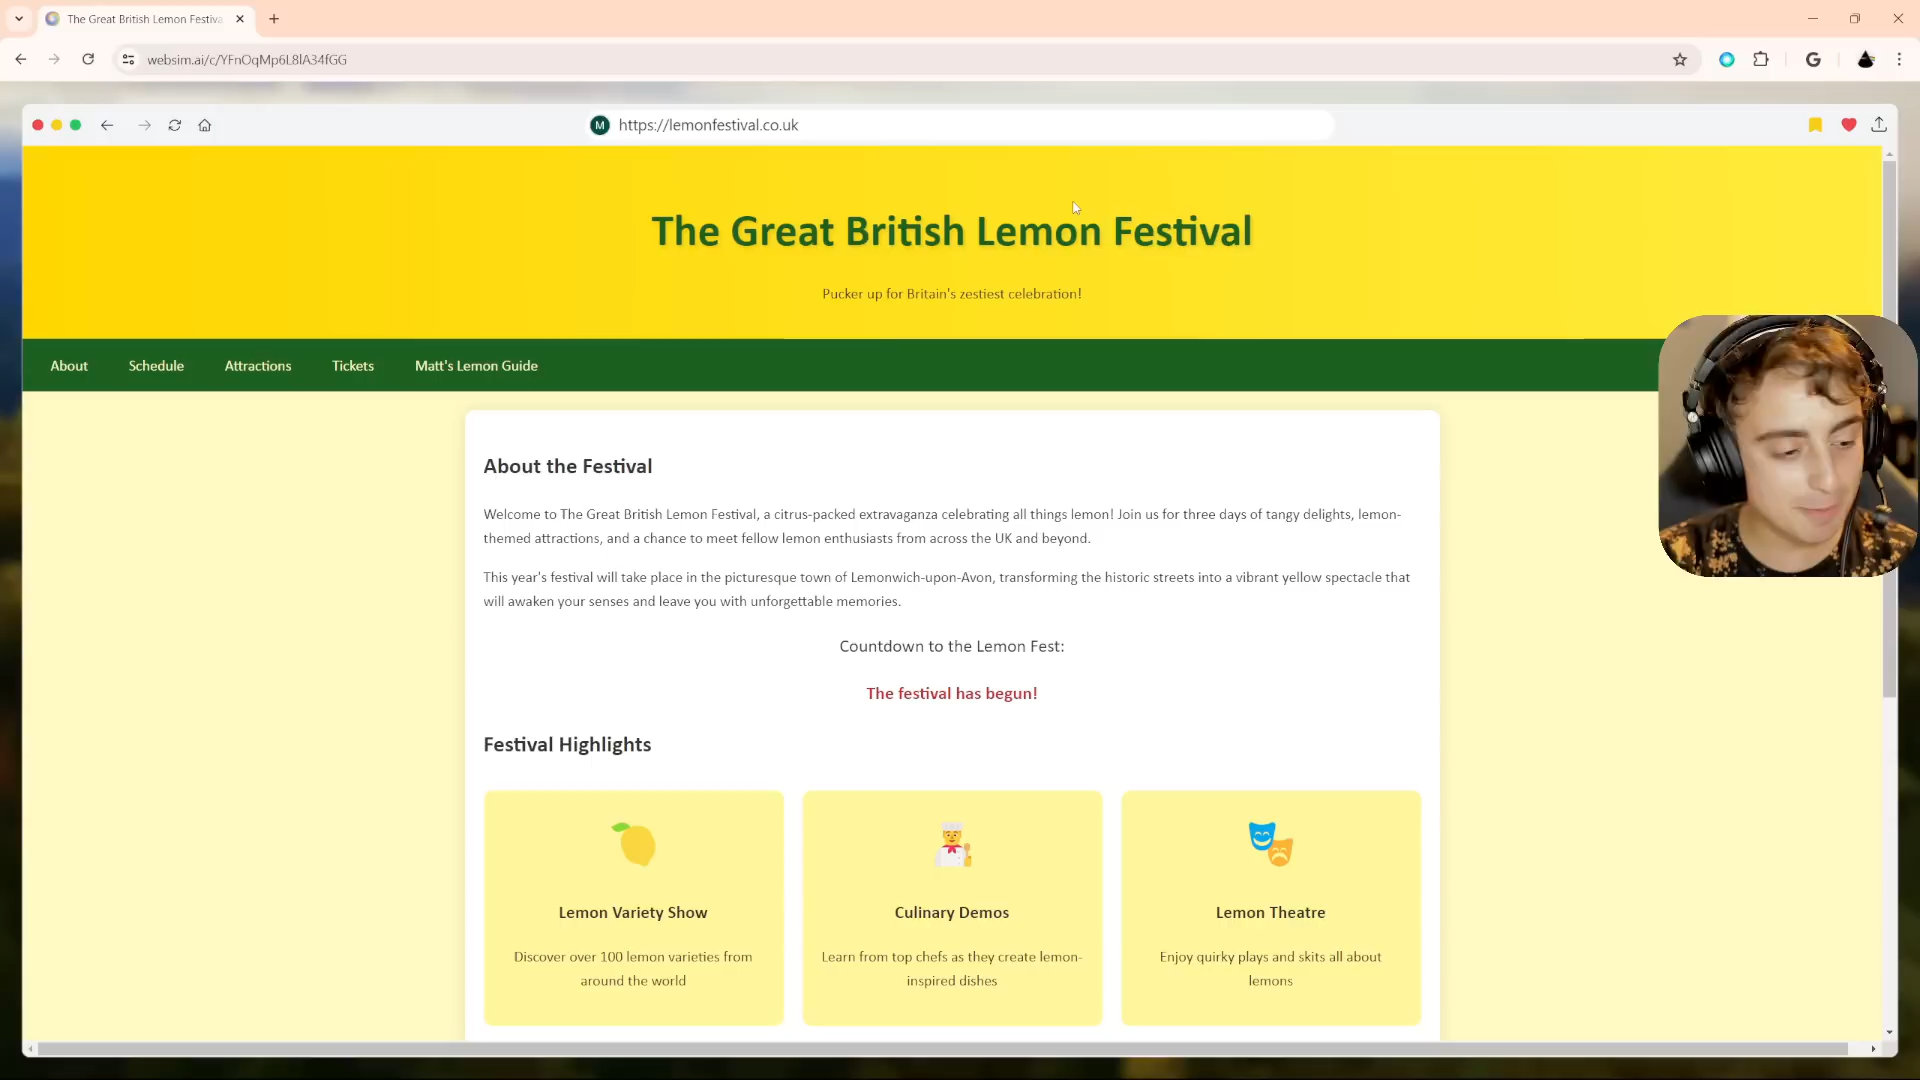 The Great British Lemon Festiva
websim.ai/c/YFnOqMp6L8lA34fGG
G
M
https://lemonfestival.co.uk
The Great British Lemon Festival
Pucker up for Britain's zestiest celebration!
About Schedule Attractions Tickets Matt's Lemon Guide
About the Festival
Welcome to The Great British Lemon Festival, a citrus-packed extravaganza celebrating all things lemon! Join us for three days of tangy delights, lemon-
themed attractions, and a chance to meet fellow lemon enthusiasts from across the UK and beyond.
This year's festival will take place in the picturesque town of Lemonwich-upon-Avon, transforming the historic streets into a vibrant yellow spectacle that
will awaken your senses and leave you with unforgettable memories.
Countdown to the Lemon Fest:
The festival has begun!
Festival Highlights
Lemon Variety Show
Discover over 100 lemon varieties from
around the world
Culinary Demos
Learn from top chefs as they create lemon-
inspired dishes
Lemon Theatre
Enjoy quirky plays and skits all about
lemons